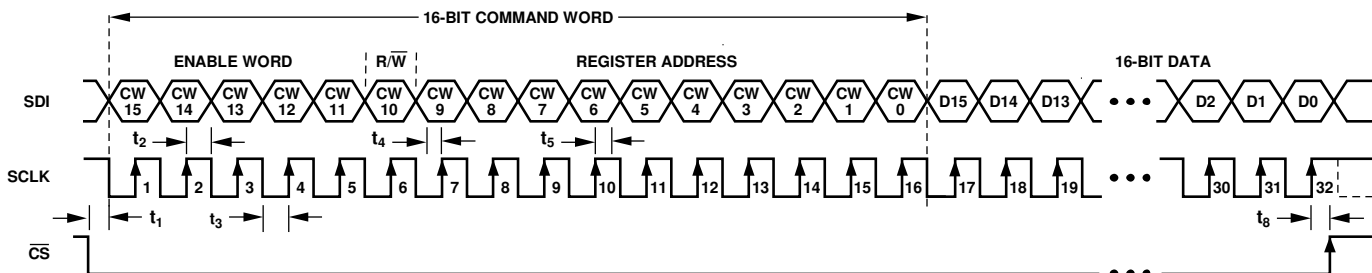 16-BIT COMMAND WORD
ENABLE WORD R/W̅ REGISTER ADDRESS 16-BIT DATA
SDI CW 15 CW 14 CW 13 CW 12 CW 11 CW 10 CW 9 CW 8 CW 7 CW 6 CW 5 CW 4 CW 3 CW 2 CW 1 CW 0 D15 D14 D13 • • • D2 D1 D0
t2 t4 t5
SCLK 1 2 3 4 5 6 7 8 9 10 11 12 13 14 15 16 17 18 19 • • • 30 31 32
t1 t3 t8
C̅S̅ • • •